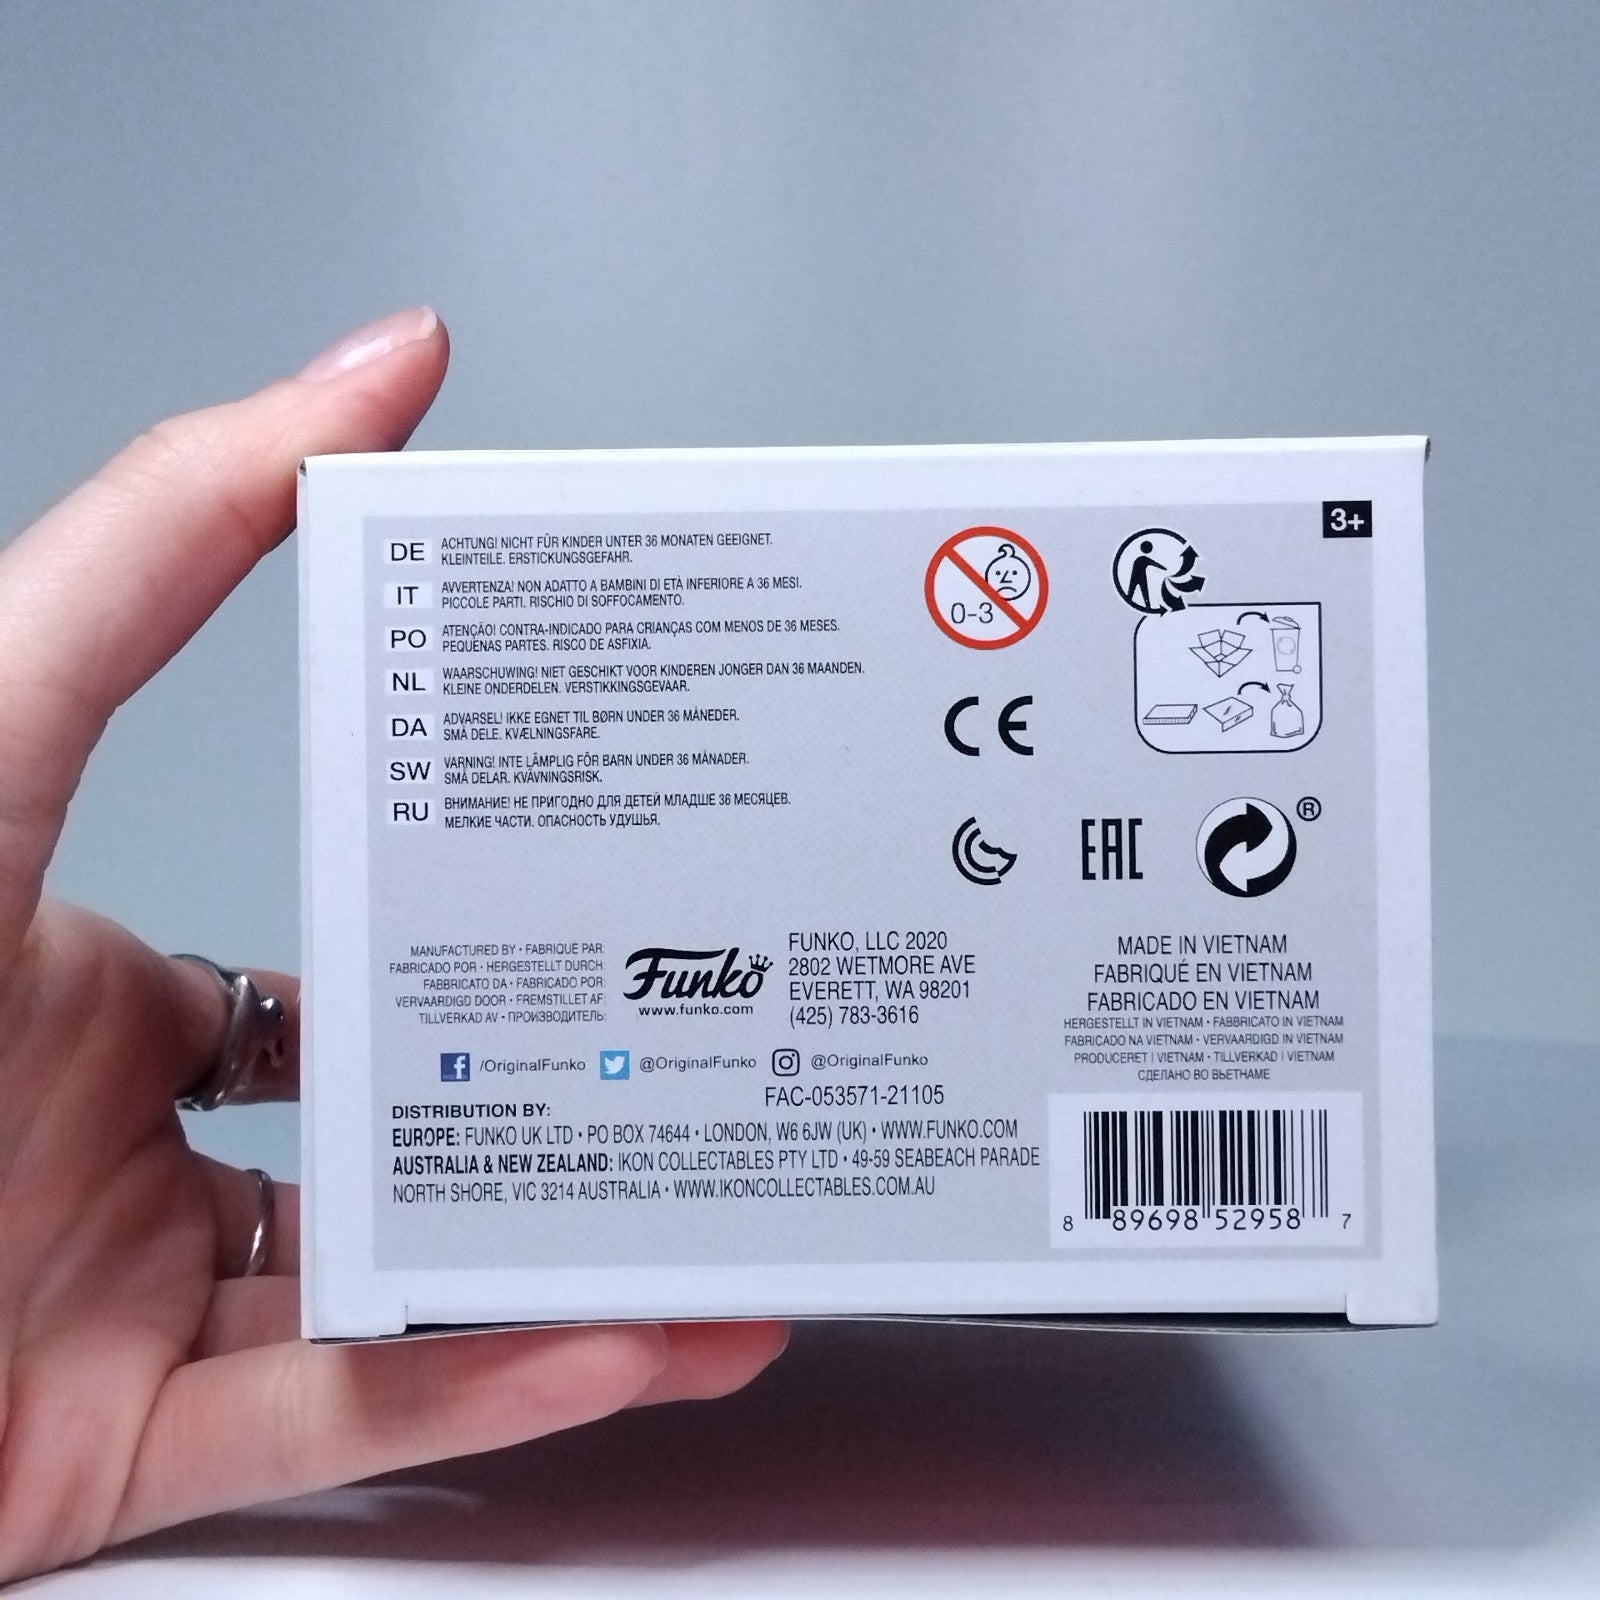 3+
DE ACHTUNG! NICHT FÜR KINDER UNTER 36 MONATEN GEEIGNET.
KLEINTEILE. ERSTICKUNGSGEFAHR.
IT AVVERTENZA! NON ADATTO A BAMBINI DI ETÀ INFERIORE A 36 MESI.
PICCOLE PARTI. RISCHIO DI SOFFOCAMENTO.
PO ATENÇÃO! CONTRA-INDICADO PARA CRIANÇAS COM MENOS DE 36 MESES.
PEQUENAS PARTES. RISCO DE ASFIXIA.
NL WAARSCHUWING! NIET GESCHIKT VOOR KINDEREN JONGER DAN 36 MAANDEN.
KLEINE ONDERDELEN. VERSTIKKINGSGEVAAR.
DA ADVARSEL! IKKE EGNET TIL BØRN UNDER 36 MÅNEDER.
SMÅ DELE. KVÆLNINGSFARE.
SW VARNING! INTE LÄMPLIG FÖR BARN UNDER 36 MÅNADER.
SMÅ DELAR. KVÄVNINGSRISK.
RU ВНИМАНИЕ! НЕ ПРИГОДНО ДЛЯ ДЕТЕЙ МЛАДШЕ 36 МЕСЯЦЕВ.
МЕЛКИЕ ЧАСТИ. ОПАСНОСТЬ УДУШЬЯ.
0-3
CE
EAC
®
MANUFACTURED BY • FABRIQUÉ PAR:
FABRICADO POR • HERGESTELLT DURCH:
FABBRICATO DA • FABRICADO POR:
VERVAARDIGD DOOR • FREMSTILLET AF:
TILLVERKAD AV • ПРОИЗВОДИТЕЛЬ:
Funko
www.funko.com
FUNKO, LLC 2020
2802 WETMORE AVE
EVERETT, WA 98201
(425) 783-3616
MADE IN VIETNAM
FABRIQUÉ EN VIETNAM
FABRICADO EN VIETNAM
HERGESTELLT IN VIETNAM • FABBRICATO IN VIETNAM
FABRICADO NA VIETNAM • VERVAARDIGD IN VIETNAM
PRODUCERET I VIETNAM • TILLVERKAD I VIETNAM
СДЕЛАНО ВО ВЬЕТНАМЕ
f /OriginalFunko @OriginalFunko @OriginalFunko
FAC-053571-21105
DISTRIBUTION BY:
EUROPE: FUNKO UK LTD • PO BOX 74644 • LONDON, W6 6JW (UK) • WWW.FUNKO.COM
AUSTRALIA & NEW ZEALAND: IKON COLLECTABLES PTY LTD • 49-59 SEABEACH PARADE
NORTH SHORE, VIC 3214 AUSTRALIA • WWW.IKONCOLLECTABLES.COM.AU
8 89698 52958 7